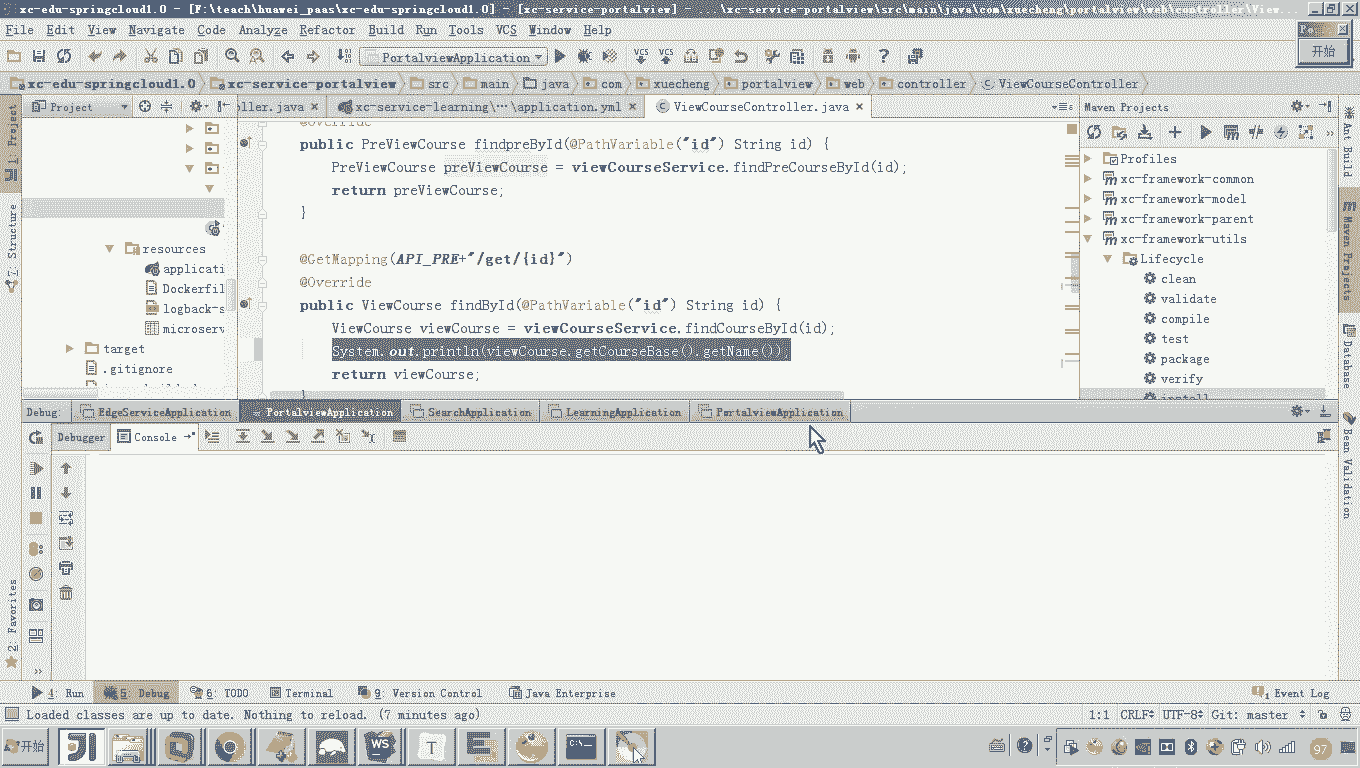 xc-edu-springcloud1.0 - [F:\teach\huawei_paas\xc-edu-springcloud1.0] - [xc-service-portalview] - ...\xc-service-portalview\src\main\java\com\xuecheng\portalview\web\controller\View...
File Edit View Navigate Code Analyze Refactor Build Run Tools VCS Window Help
开始
PortalviewApplication
xc-edu-springcloud1.0 xc-service-portalview src main java com xuecheng portalview web controller ViewCourseController
Project
ller.java xc-service-learning\···\application.yml ViewCourseController.java
Maven Projects
@Override
public PreViewCourse findpreById(@PathVariable("id") String id) {
PreViewCourse preViewCourse = viewCourseService.findPreCourseById(id);
return preViewCourse;
}
@GetMapping(API_PRE+"/get/{id}")
@Override
public ViewCourse findById(@PathVariable("id") String id) {
ViewCourse viewCourse = viewCourseService.findCourseById(id);
System.out.println(viewCourse.getCourseBase().getName());
return viewCourse;
resources
applicati
Dockerfil
logback-s
microserv
target
.gitignore
Profiles
xc-framework-common
xc-framework-model
xc-framework-parent
xc-framework-utils
Lifecycle
clean
validate
compile
test
package
verify
install
1: Project
7: Structure
2: Favorites
Ant Build
Maven Projects
Database
Bean Validation
Debug: EdgeServiceApplication PortalviewApplication SearchApplication LearningApplication PortalviewApplication
Debugger Console
4: Run 5: Debug 6: TODO Terminal 9: Version Control Java Enterprise 1 Event Log
Loaded classes are up to date. Nothing to reload. (7 minutes ago) 1:1 CRLF UTF-8 Git: master
开始
WS
T
97